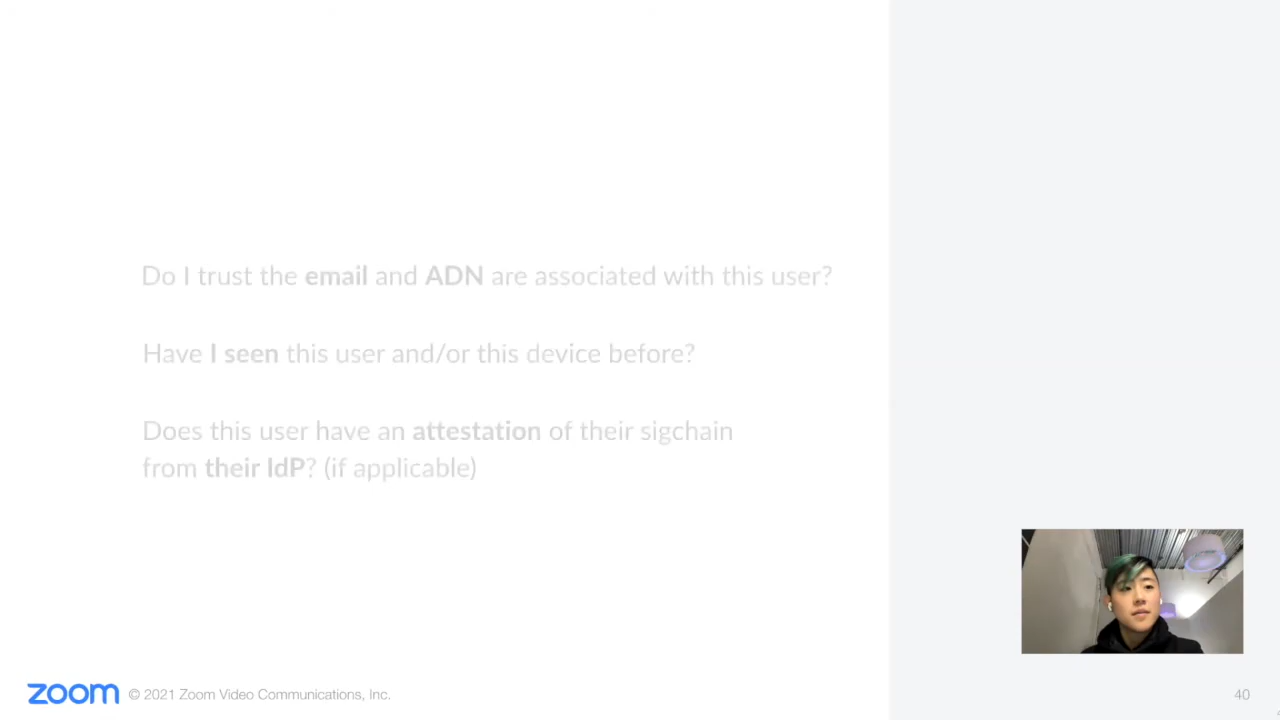 Do I trust the email and ADN are associated with this user?
Have I seen this user and/or this device before?
Does this user have an attestation of their sigchain
from their IdP? (if applicable)
zoom © 2021 Zoom Video Communications, Inc.
40